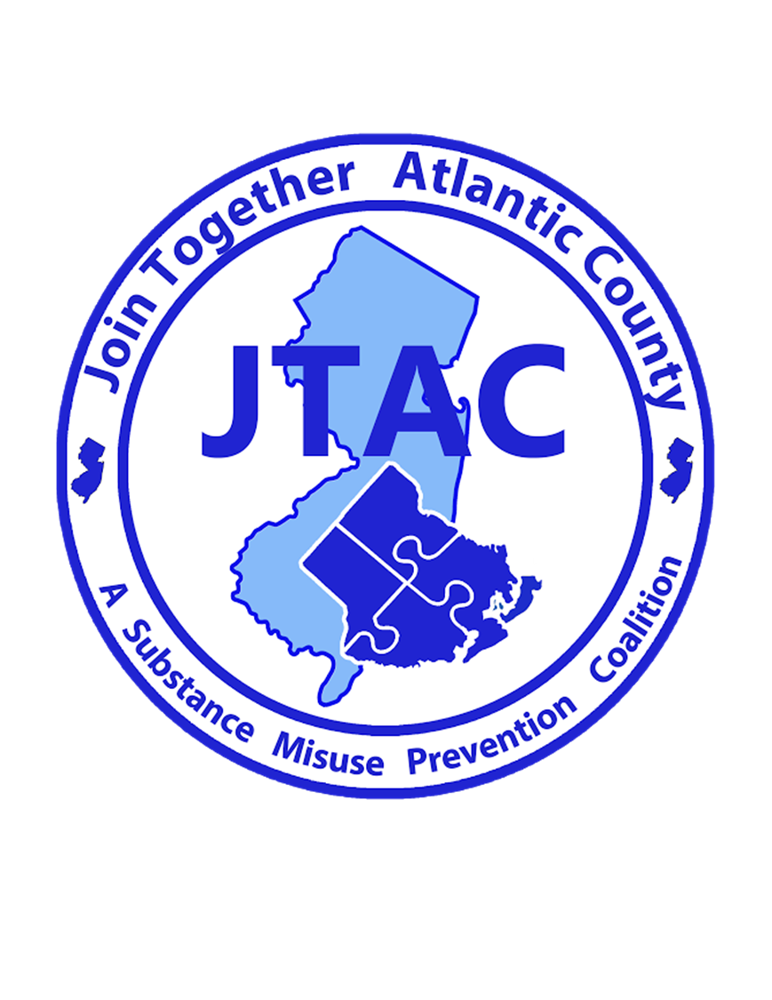 Join Together Atlantic County
JTAC
A Substance Misuse Prevention Coalition